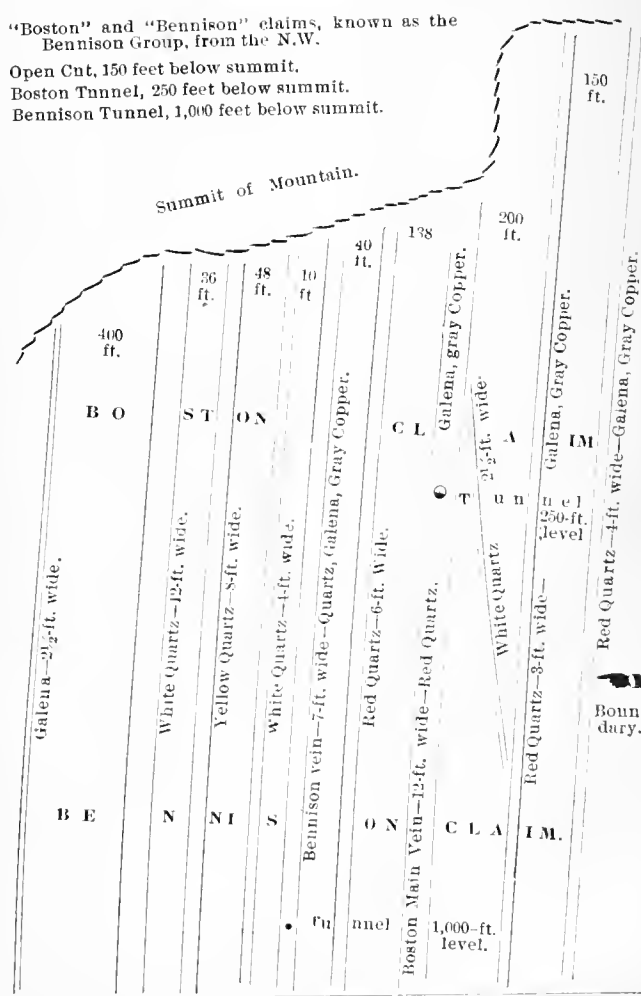 "Boston" and "Bennison" claims, known as the
Bennison Group, from the N.W.
Open Cut, 150 feet below summit.
Boston Tunnel, 250 feet below summit.
Bennison Tunnel, 1,000 feet below summit.
Summit of Mountain.
400 ft.
36 ft.
48 ft.
10 ft
40 ft.
138
200 ft.
150 ft.
BOSTON CLAIM
Tunnel
250-ft.
level
Galena—2½-ft. wide.
White Quartz—12-ft. wide.
Yellow Quartz—8-ft. wide.
White Quartz—4-ft. wide.
Bennison vein—7-ft. wide—Quartz, Galena, Gray Copper.
Red Quartz—6-ft. Wide.
Boston Main Vein—12-ft. wide—Red Quartz.
Galena, gray Copper.
White Quartz 2½-ft. wide
Red Quartz—3-ft. wide—Galena, Gray Copper.
Red Quartz—4-ft. wide—Galena, Gray Copper.
Boun
dary.
BENNISON CLAIM.
Tunnel
1,000-ft.
level.